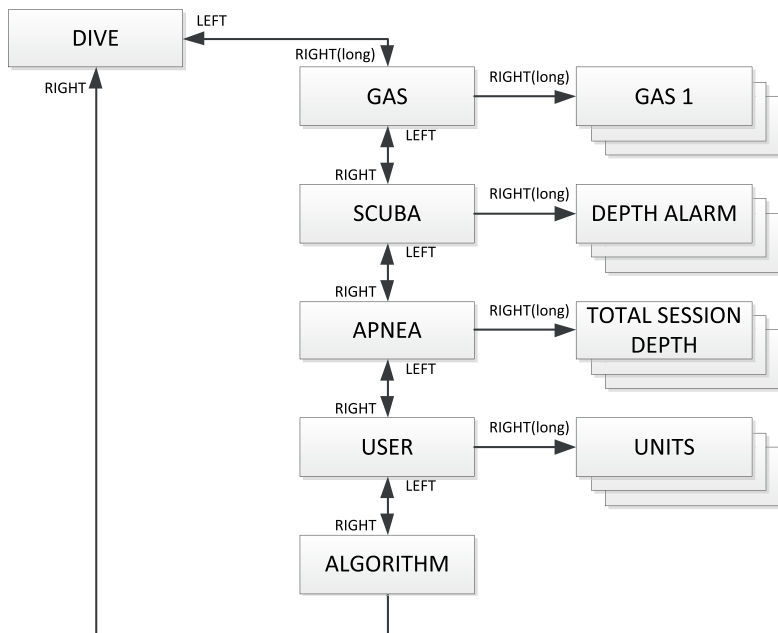 DIVE
LEFT
RIGHT
RIGHT(long)
GAS
RIGHT(long)
GAS 1
LEFT
RIGHT
SCUBA
RIGHT(long)
DEPTH ALARM
LEFT
RIGHT
APNEA
RIGHT(long)
TOTAL SESSION
DEPTH
LEFT
RIGHT
USER
RIGHT(long)
UNITS
LEFT
RIGHT
ALGORITHM